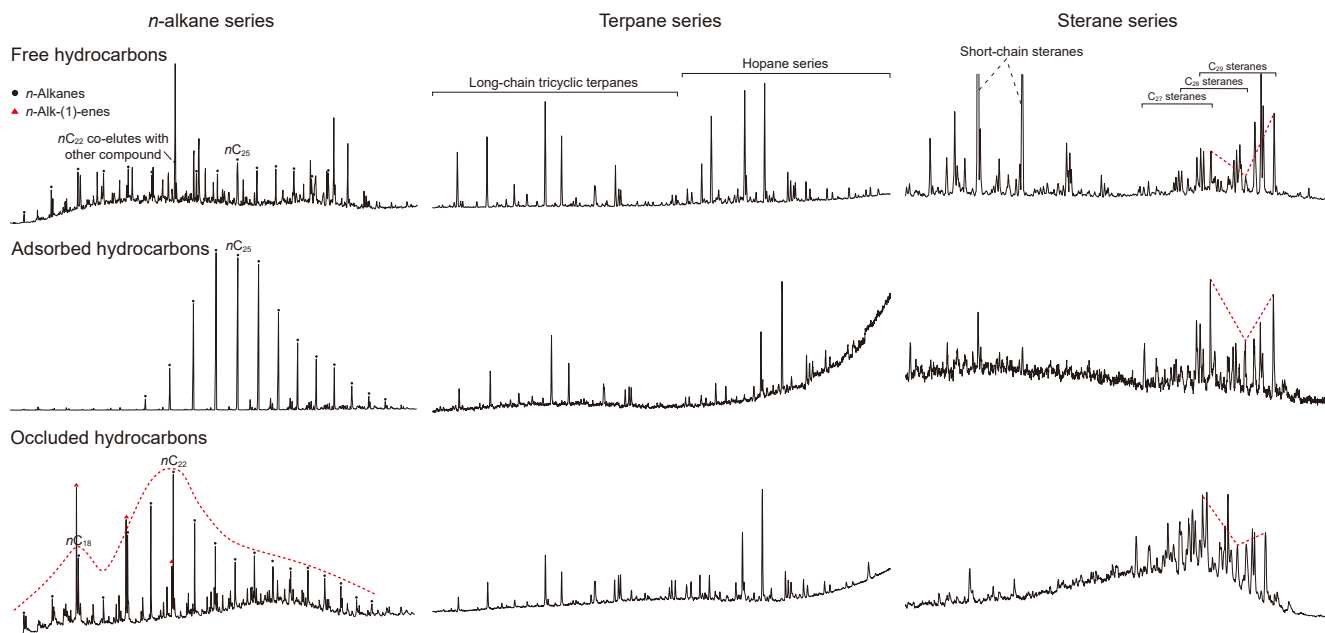 n-alkane series
Terpane series
Sterane series
Free hydrocarbons
n-Alkanes
n-Alk-(1)-enes
nC22 co-elutes with
other compound
nC25
Long-chain tricyclic terpanes
Hopane series
Short-chain steranes
C29 steranes
C28 steranes
C27 steranes
Adsorbed hydrocarbons
nC25
Occluded hydrocarbons
nC22
nC18